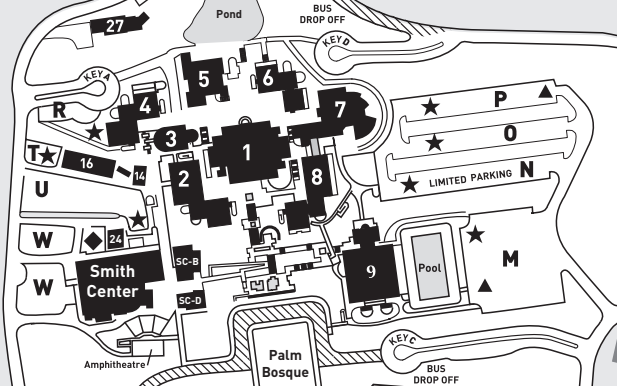 Pond
BUS
DROP OFF
27
KEY D
KEY A
5
6
R
4
7
P
3
O
T
16
14
1
2
8
N
LIMITED PARKING
U
W
24
SC-B
9
Pool
M
Smith
Center
W
SC-D
Amphitheatre
Palm
Bosque
KEY C
BUS
DROP OFF